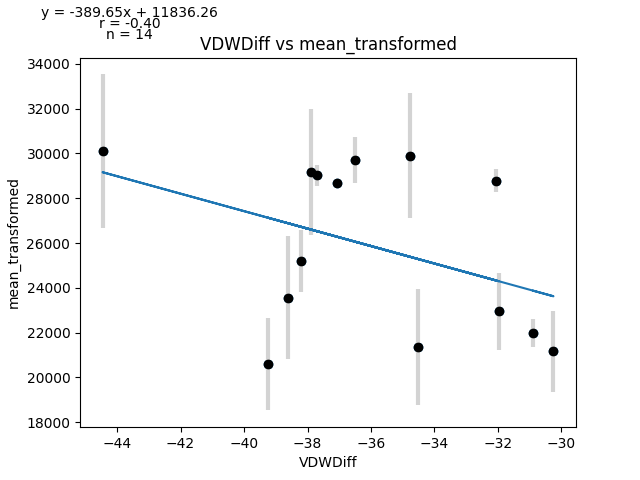 y = -389.65x + 11836.26
r = -0.40
n = 14
VDWDiff vs mean_transformed
34000
32000
30000
28000
26000
24000
22000
20000
18000
mean_transformed
−44 −42 −40 −38 −36 −34 −32 −30
VDWDiff